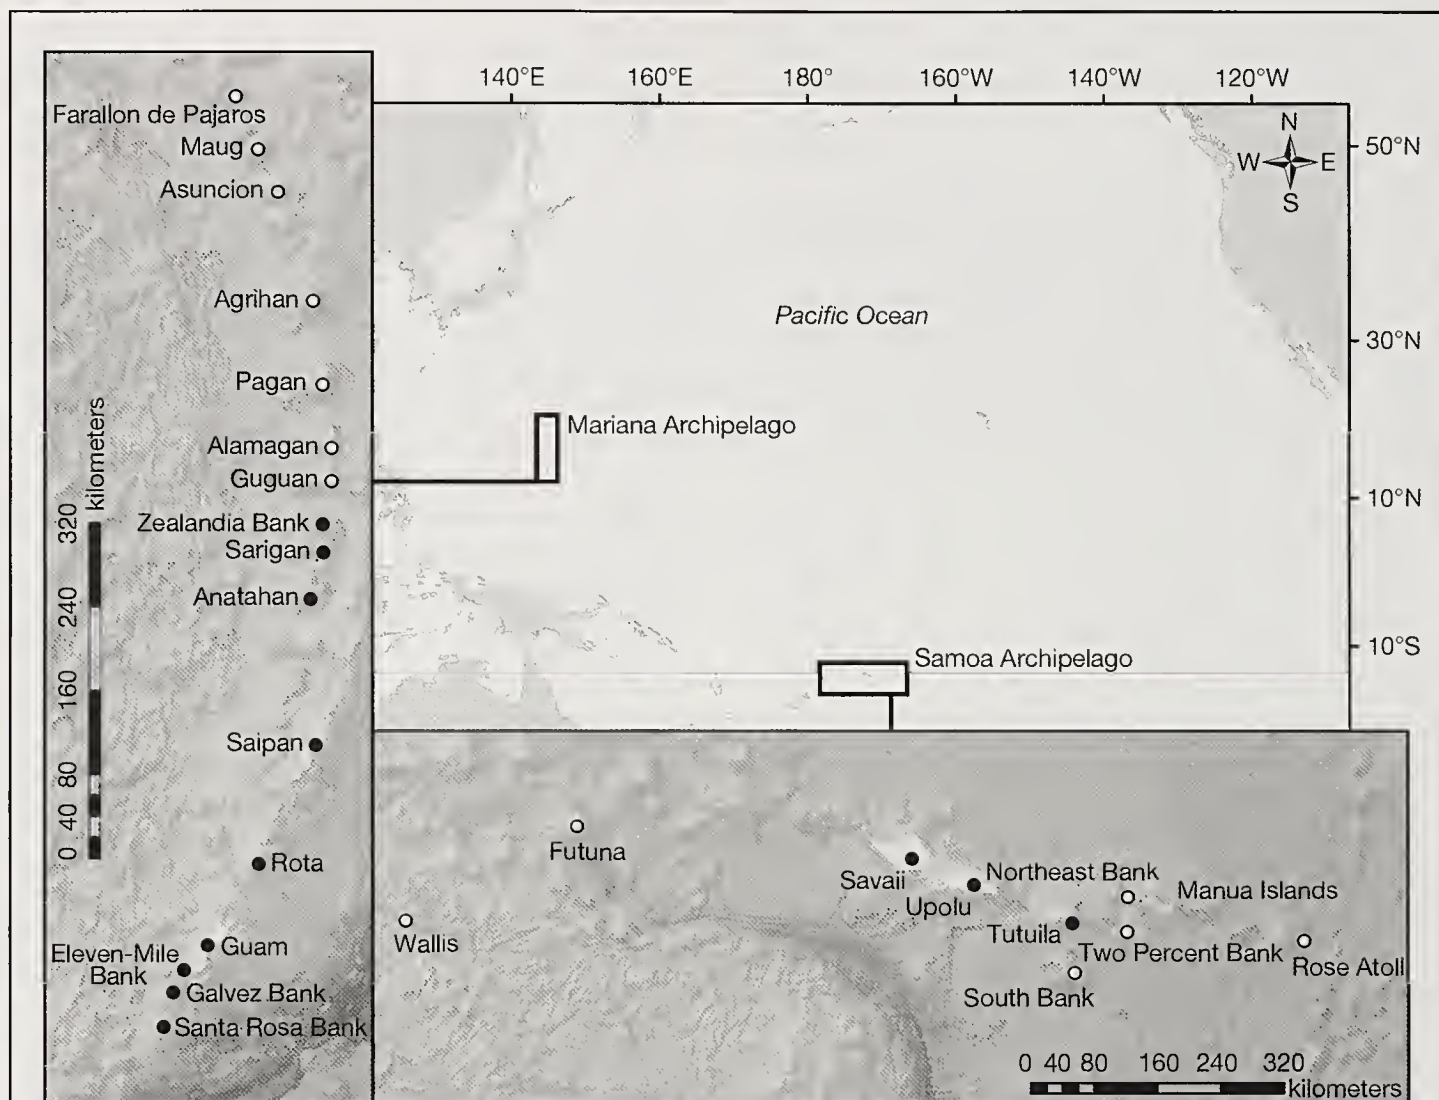 140°E 160°E 180° 160°W 140°W 120°W
N
W E
S
50°N
30°N
10°N
10°S
Pacific Ocean
Mariana Archipelago
Samoa Archipelago
Farallon de Pajaros
Maug
Asuncion
Agrihan
Pagan
Alamagan
Guguan
Zealandia Bank
Sarigan
Anatahan
Saipan
Rota
Guam
Eleven-Mile
Bank
Galvez Bank
Santa Rosa Bank
0 40 80 160 240 320
kilometers
Futuna
Wallis
Savaii
Upolu
Northeast Bank
Manua Islands
Tutuila
Two Percent Bank
Rose Atoll
South Bank
0 40 80 160 240 320
kilometers